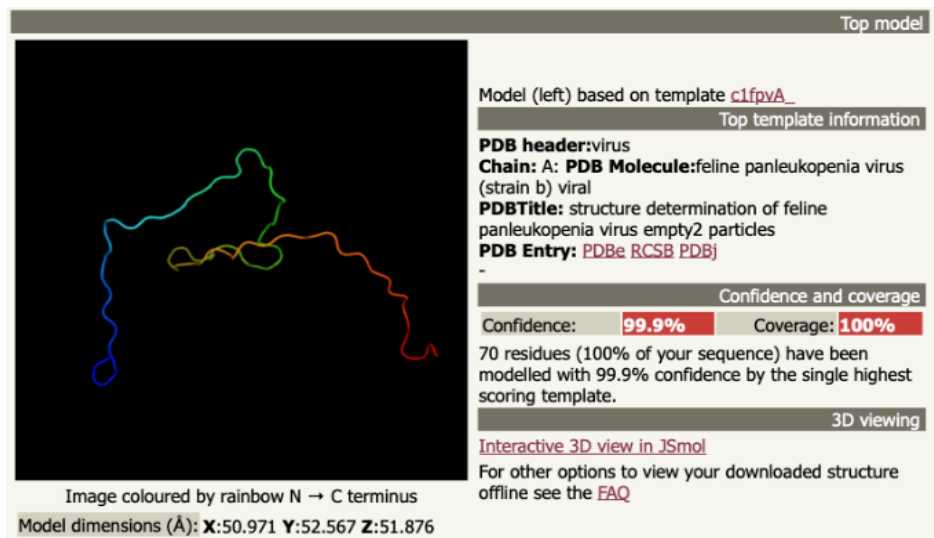 Top model
Model (left) based on template c1fpvA_
Top template information
PDB header:virus
Chain: A: PDB Molecule:feline panleukopenia virus
(strain b) viral
PDBTitle: structure determination of feline
panleukopenia virus empty2 particles
PDB Entry: PDBe RCSB PDBj
-
Confidence and coverage
Confidence: 99.9% Coverage: 100%
70 residues (100% of your sequence) have been
modelled with 99.9% confidence by the single highest
scoring template.
3D viewing
Interactive 3D view in JSmol
For other options to view your downloaded structure
offline see the FAQ
Image coloured by rainbow N → C terminus
Model dimensions (Å): X:50.971 Y:52.567 Z:51.876